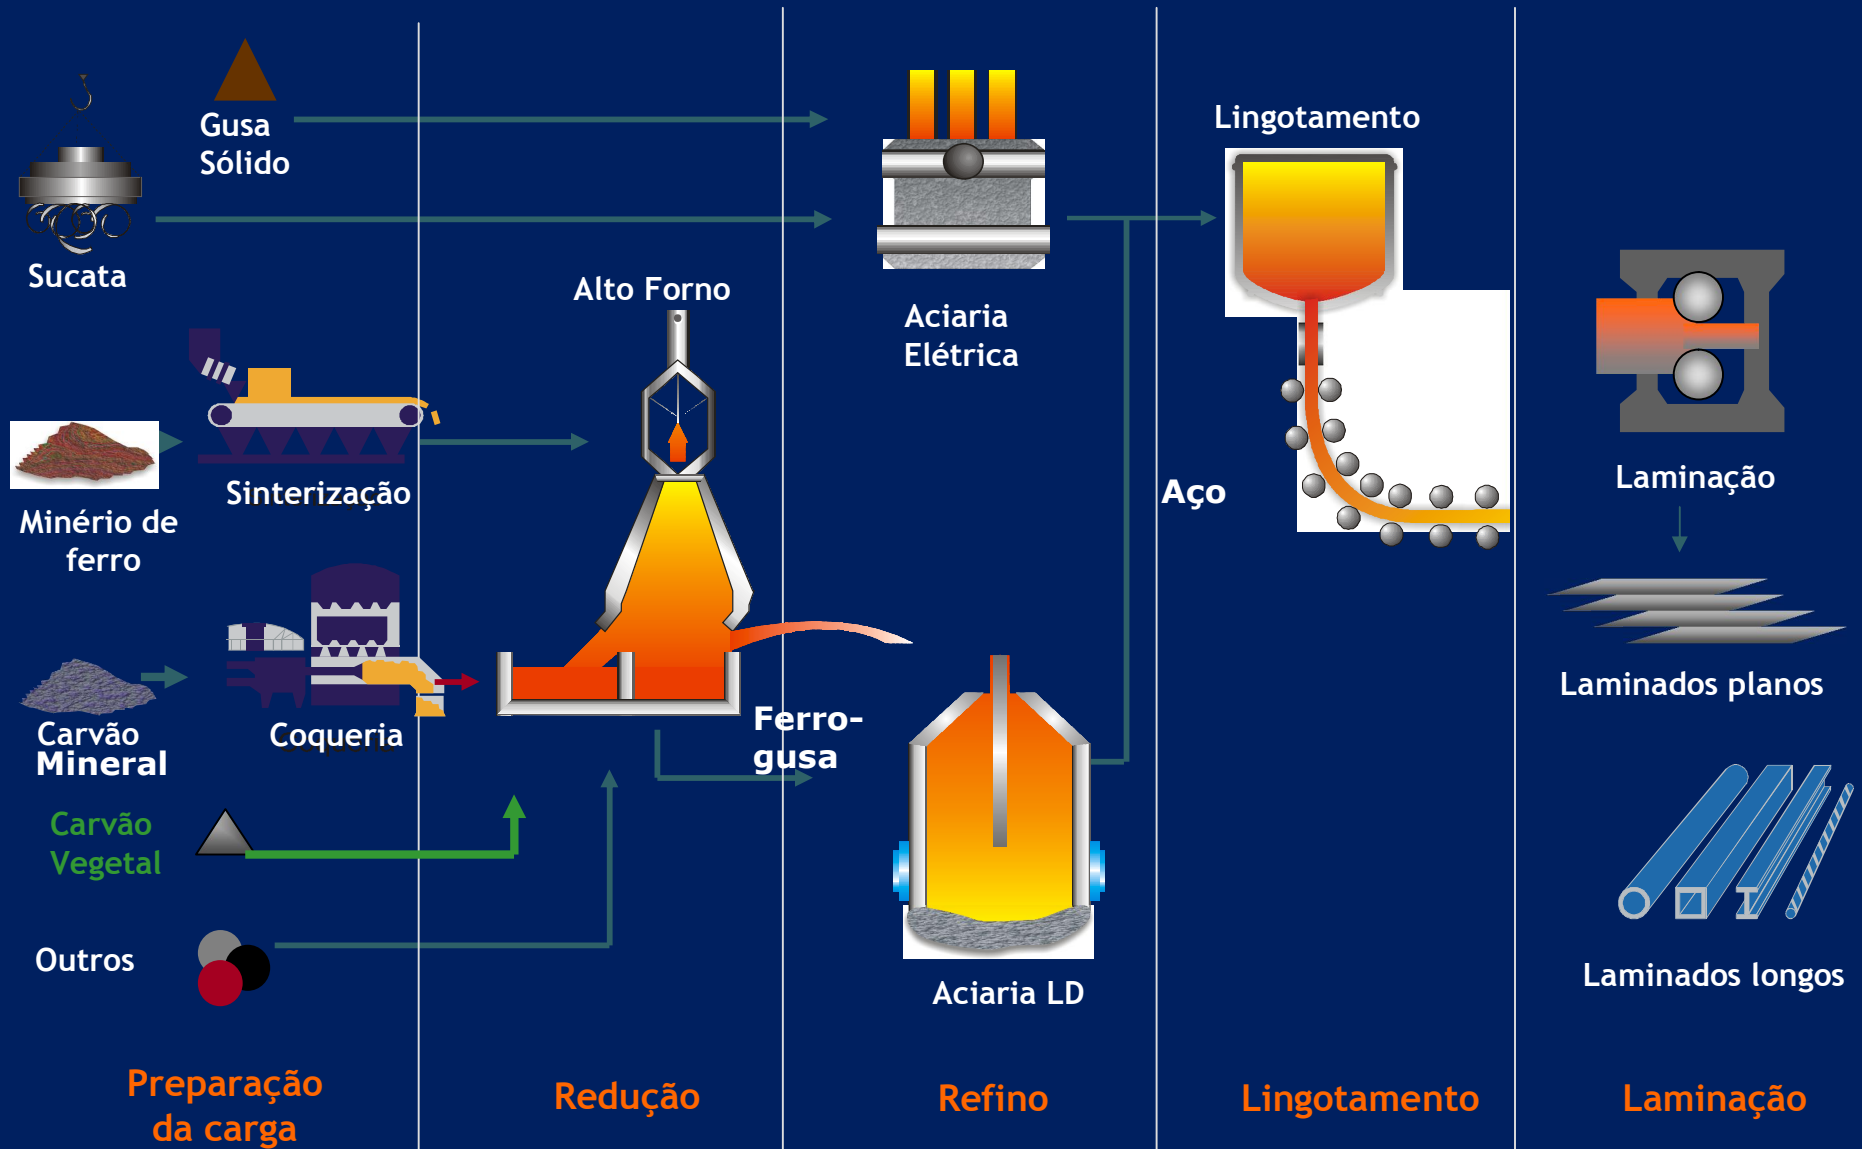 Gusa
Sólido
Sucata
Minério de
ferro
Sinterização
Carvão
Mineral
Coqueria
Carvão
Vegetal
Outros
Preparação
da carga
Alto Forno
Ferro-
gusa
Redução
Aciaria
Elétrica
Aciaria LD
Refino
Lingotamento
Aço
Lingotamento
Laminação
Laminados planos
Laminados longos
Laminação